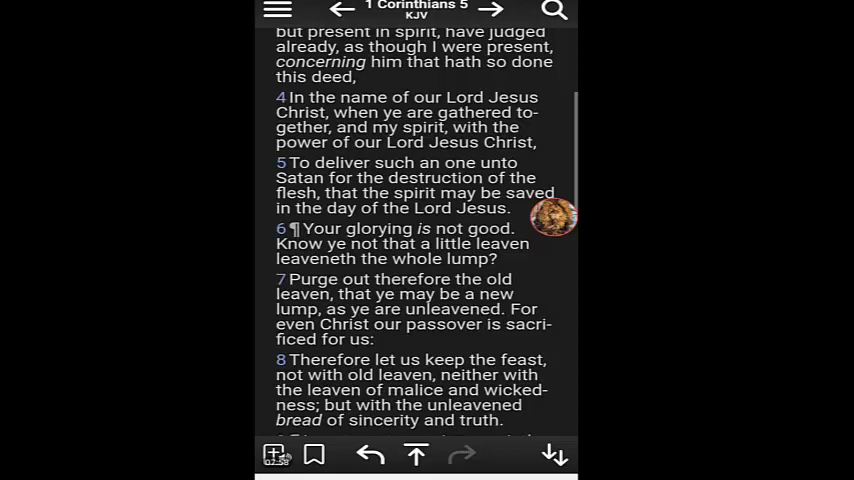 1 Corinthians 5
KJV
but present in spirit, have judged
already, as though I were present,
concerning him that hath so done
this deed,
4 In the name of our Lord Jesus
Christ, when ye are gathered to-
gether, and my spirit, with the
power of our Lord Jesus Christ,
5 To deliver such an one unto
Satan for the destruction of the
flesh, that the spirit may be saved
in the day of the Lord Jesus.
6 ¶ Your glorying is not good.
Know ye not that a little leaven
leaveneth the whole lump?
7 Purge out therefore the old
leaven, that ye may be a new
lump, as ye are unleavened. For
even Christ our passover is sacri-
ficed for us:
8 Therefore let us keep the feast,
not with old leaven, neither with
the leaven of malice and wicked-
ness; but with the unleavened
bread of sincerity and truth.
07:58